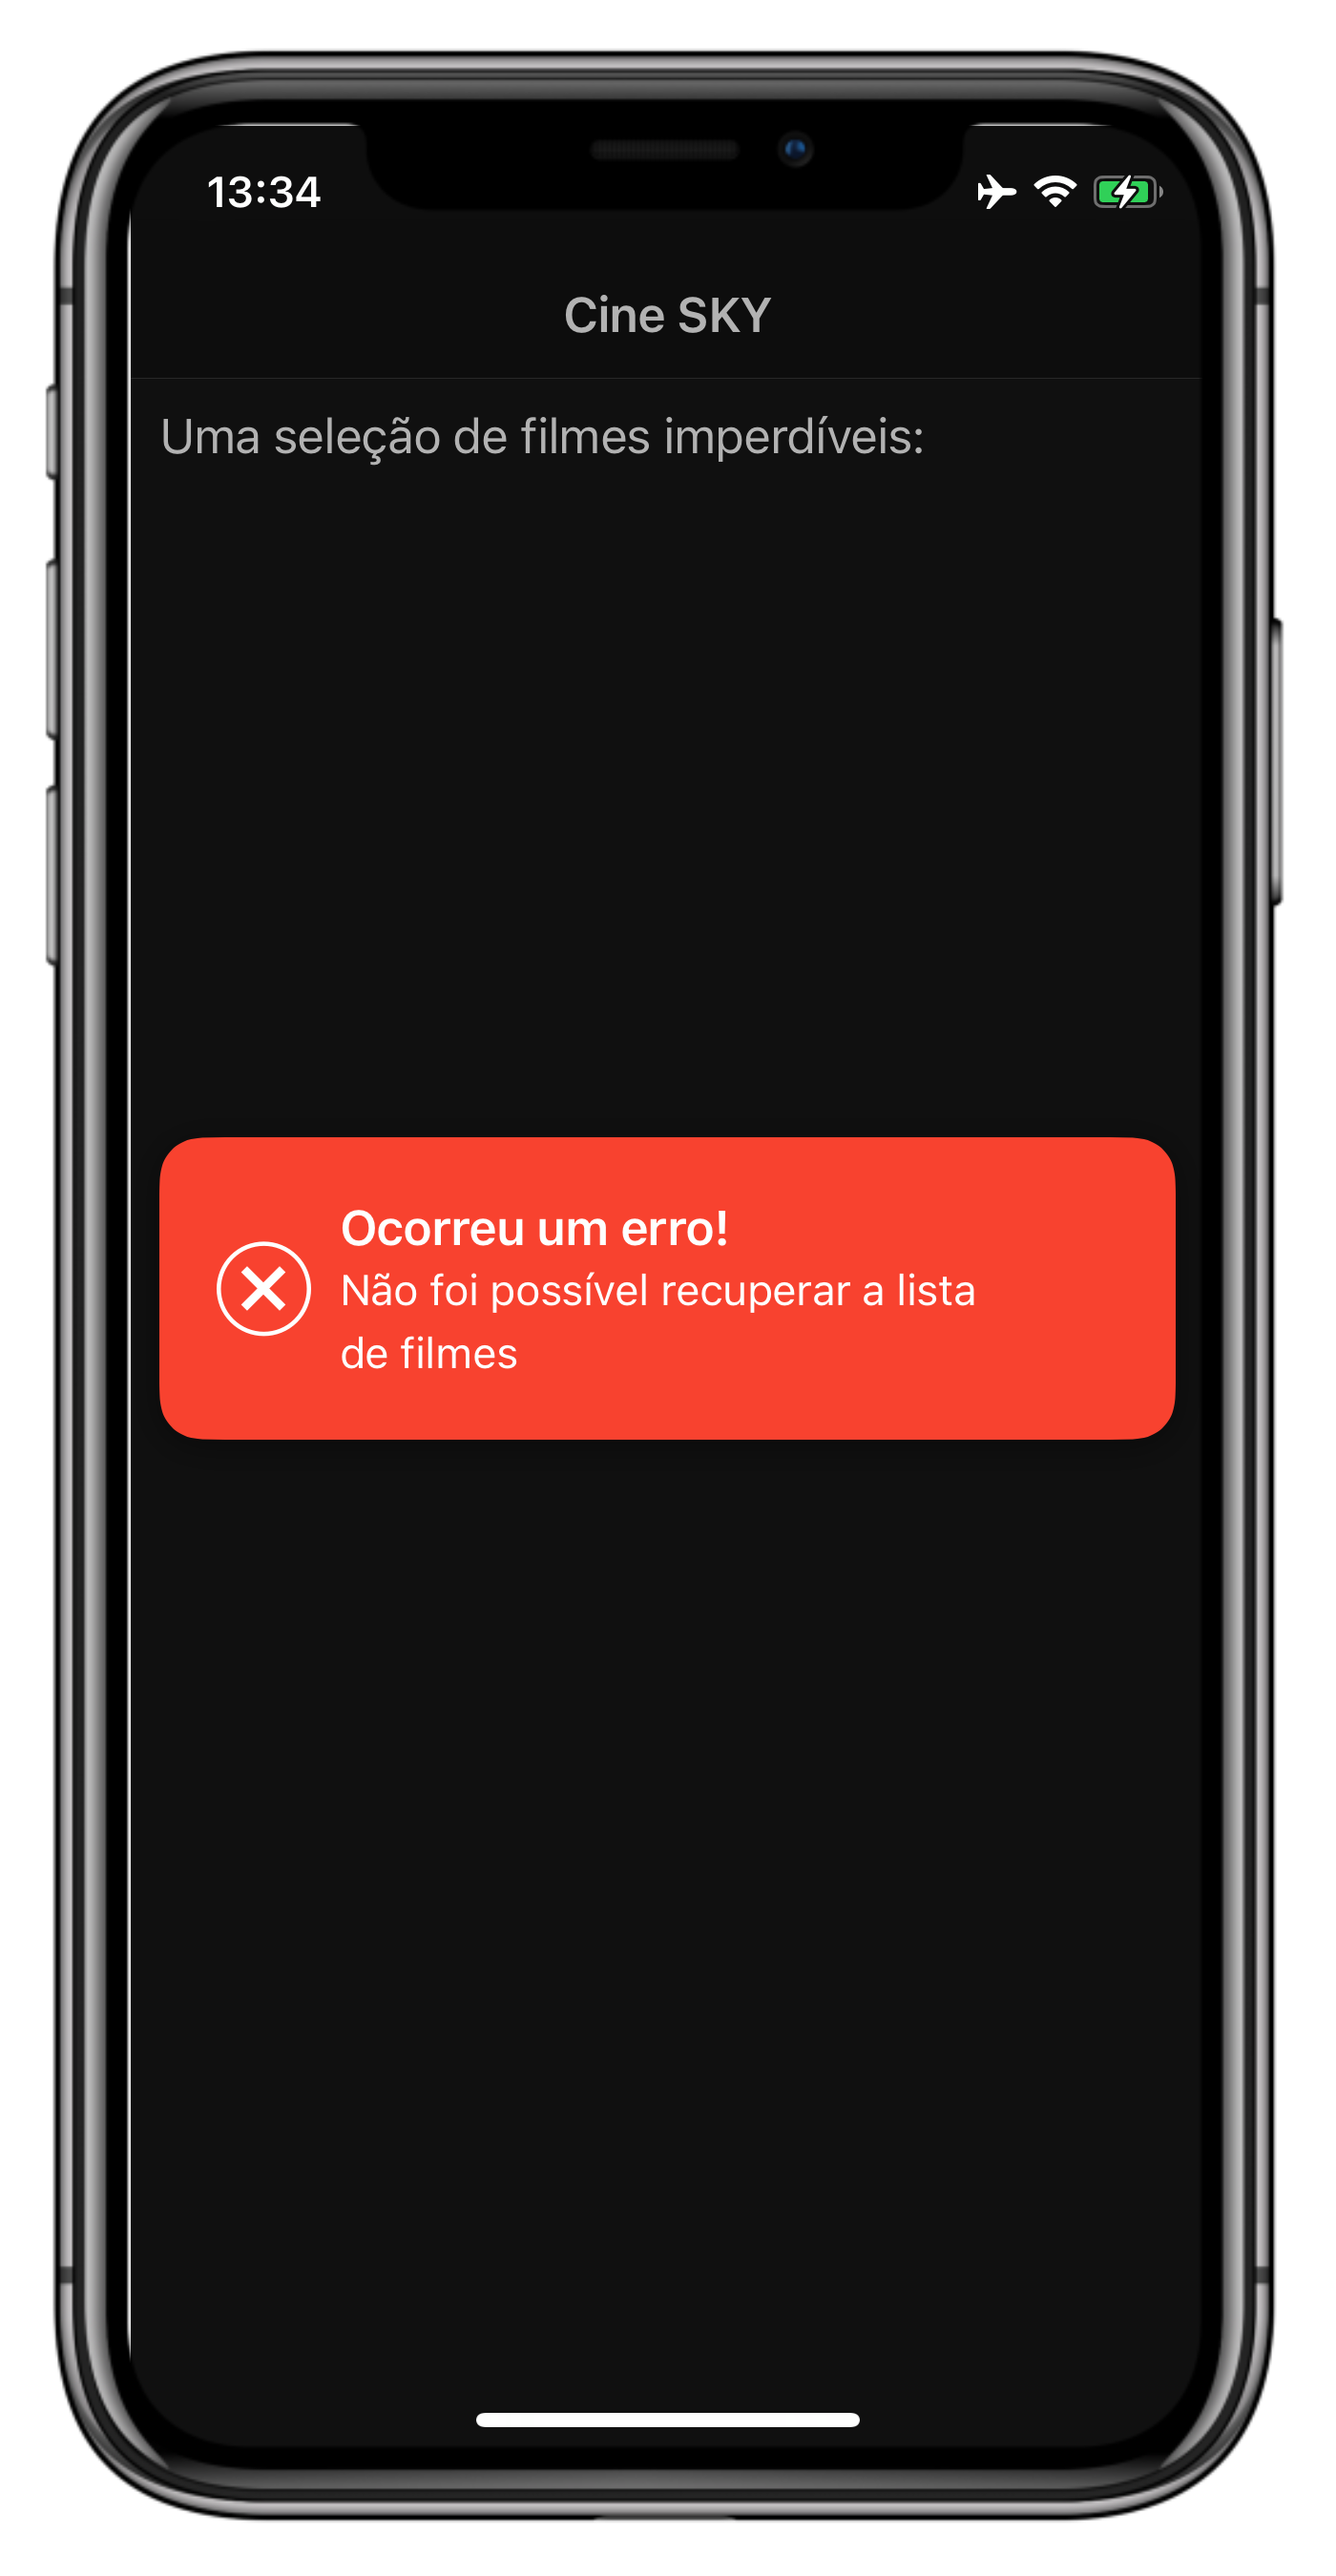 13:34
Cine SKY
Uma seleção de filmes imperdíveis:
Ocorreu um erro!
Não foi possível recuperar a lista
de filmes